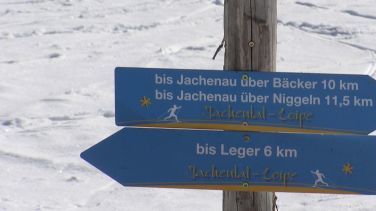 bis Jachenau über Bäcker 10 km
bis Jachenau über Niggeln 11,5 km
Jachental-Loipe
bis Leger 6 km
Jachental-Loipe